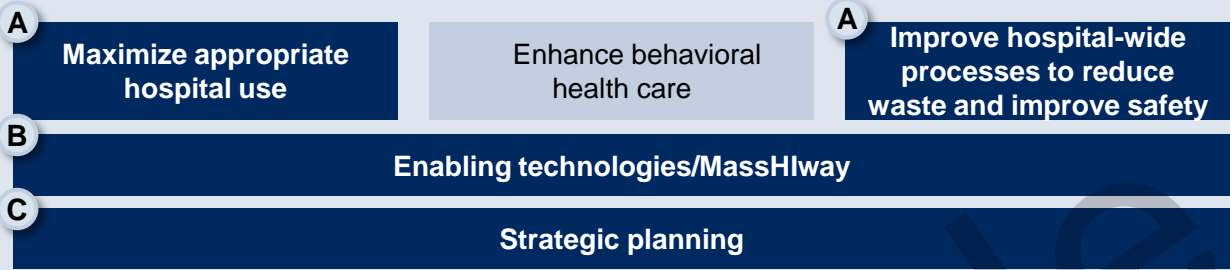 A
Maximize appropriate
hospital use
Enhance behavioral
health care
A
Improve hospital-wide
processes to reduce
waste and improve safety
B
Enabling technologies/MassHIway
C
Strategic planning